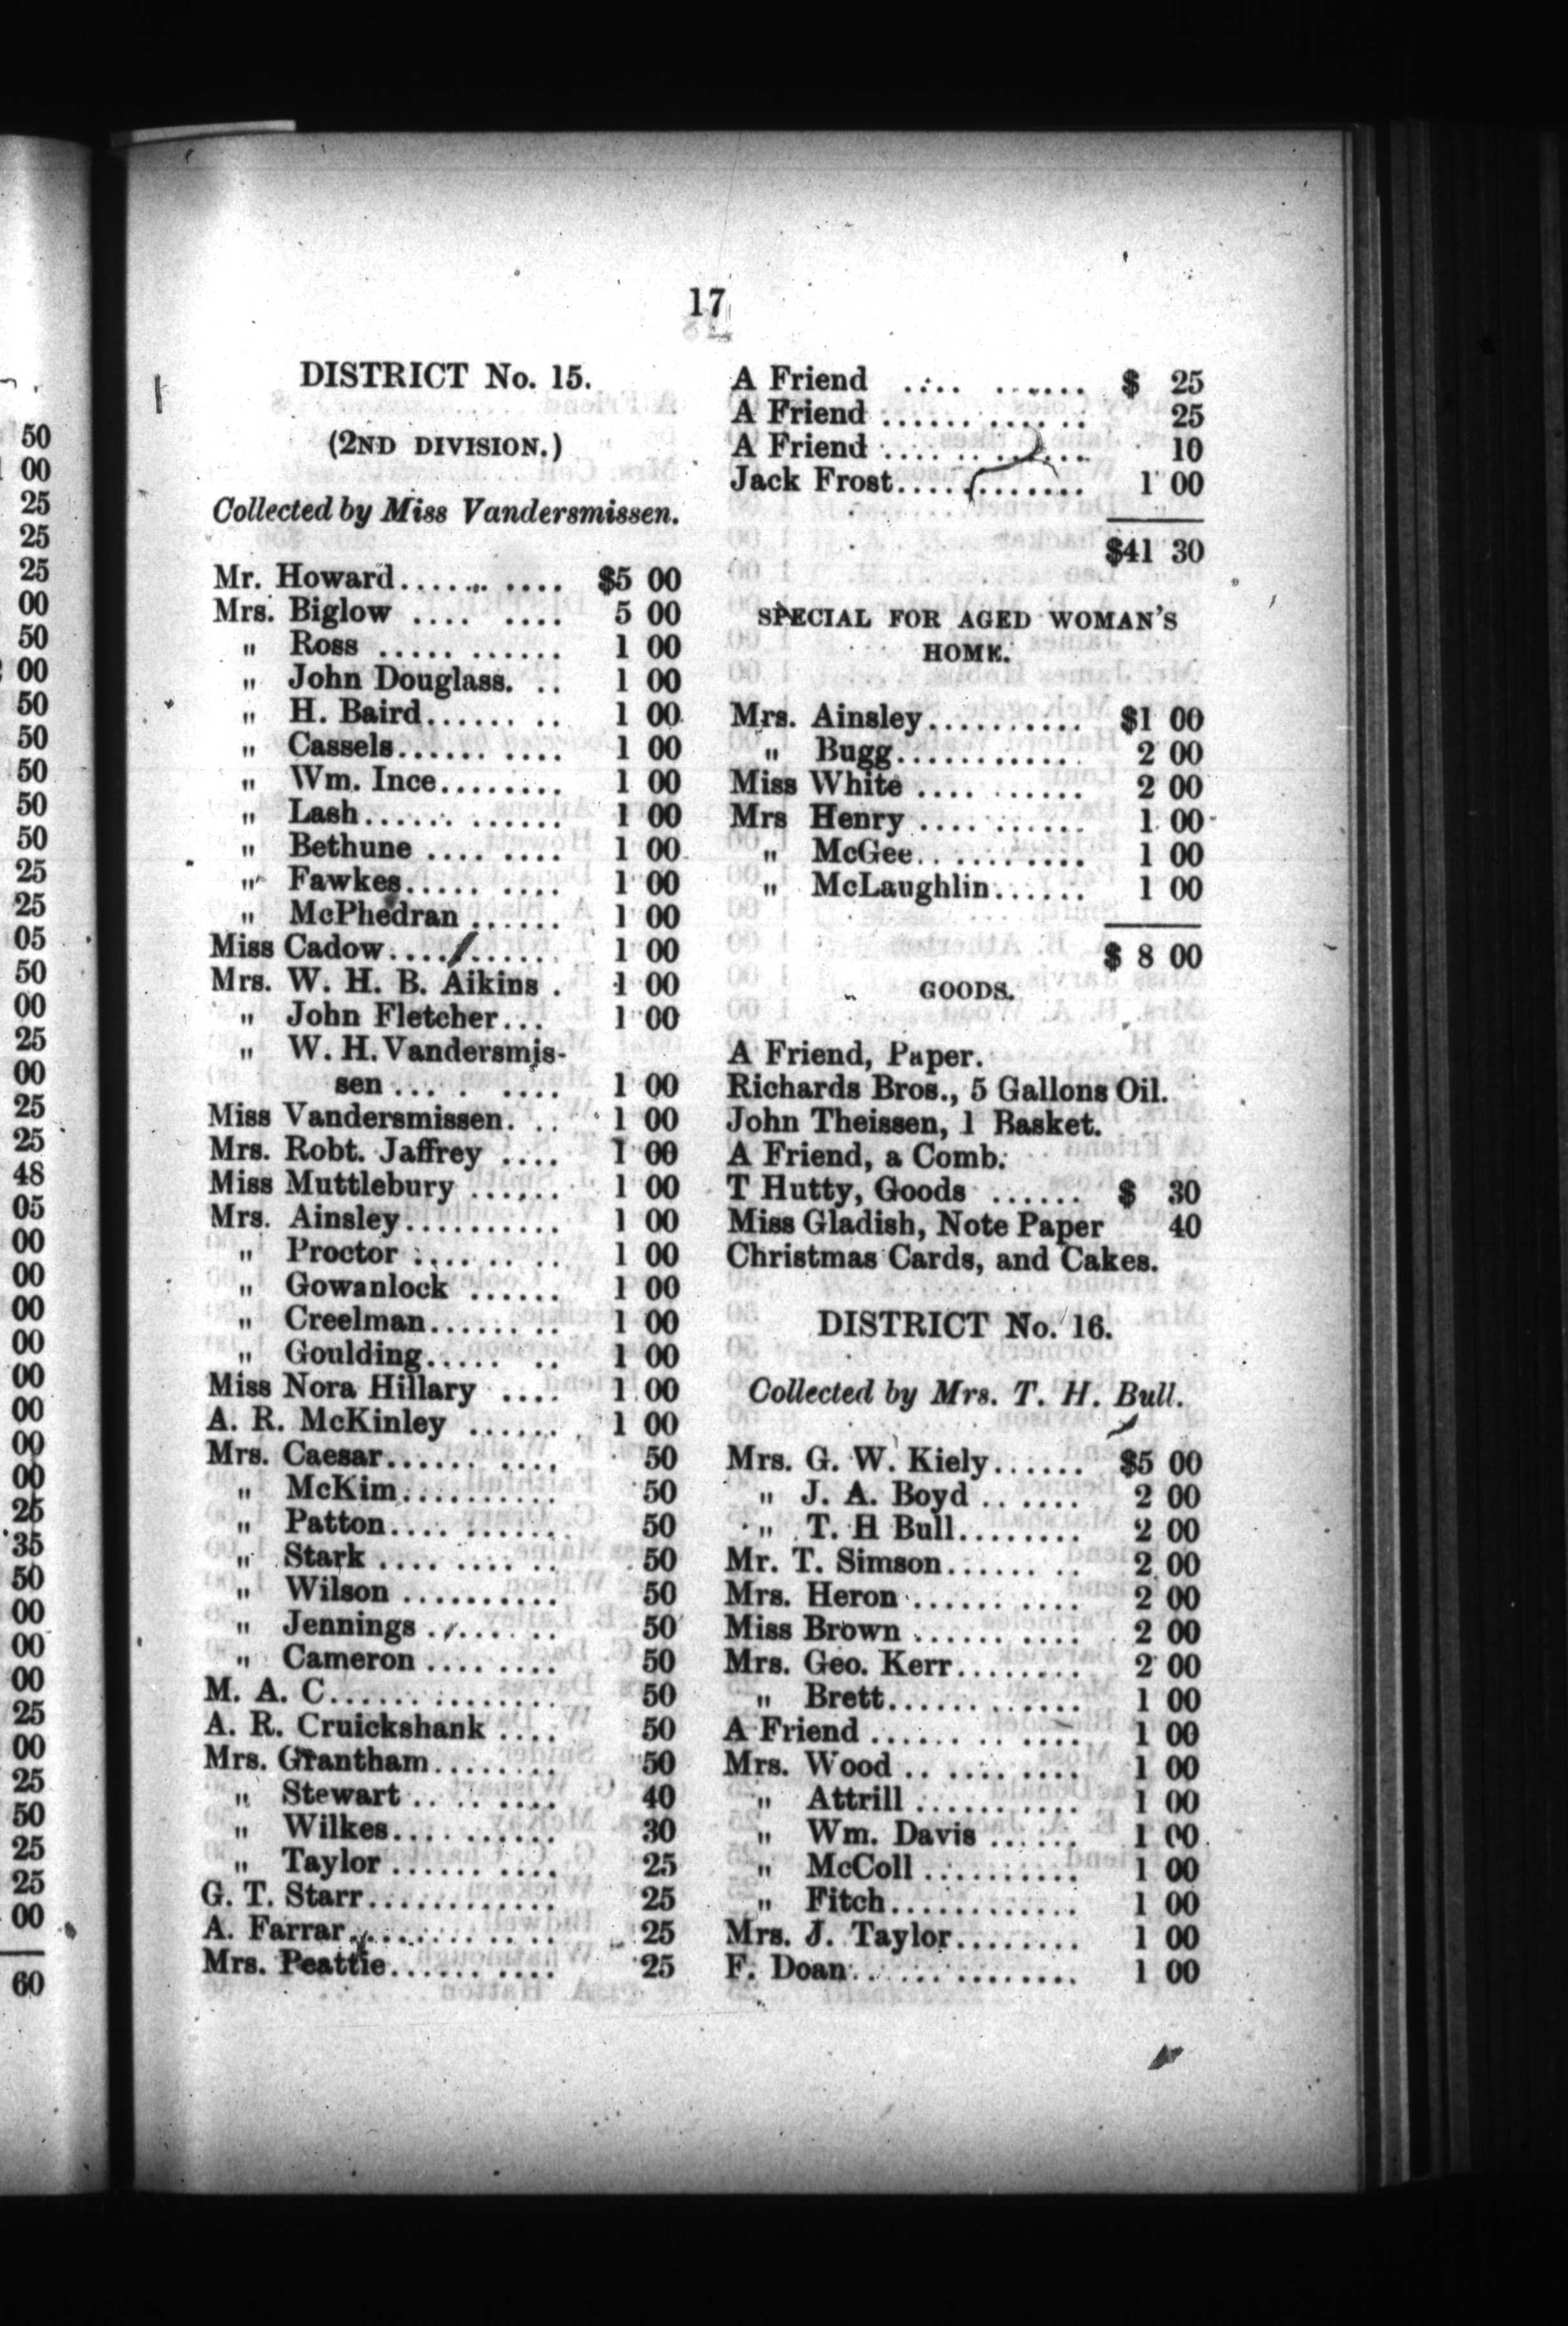 17
DISTRICT No. 15.
(2ND DIVISION.)
Collected by Miss Vandersmissen.
Mr. Howard...... .... $5 00
Mrs. Biglow .... .... 5 00
" Ross ..... ...... 1 00
" John Douglass. .. 1 00
" H. Baird...... .. 1 00
" Cassels...... .... 1 00
" Wm. Ince........ 1 00
" Lash...... ...... 1 00
" Bethune .... .... 1 00
" Fawkes..... .... 1 00
" McPhedran ...... 1 00
Miss Cadow.... ...... 1 00
Mrs. W. H. B. Aikins . 1 00
" John Fletcher... 1 00
" W. H. Vandersmis-
sen ... . .... 1 00
Miss Vandersmissen. .. 1 00
Mrs. Robt. Jaffrey .... 1 00
Miss Muttlebury ...... 1 00
Mrs. Ainsley.......... 1 00
" Proctor ......... 1 00
" Gowanlock ...... 1 00
" Creelman...... .. 1 00
" Goulding..... .. 1 00
Miss Nora Hillary .... 1 00
A. R. McKinley ...... 1 00
Mrs. Caesar...... .... 50
" McKim.......... 50
" Patton.... ...... 50
" Stark .... ...... 50
" Wilson .......... 50
" Jennings ........ 50
" Cameron .... .... 50
M. A. C.............. 50
A. R. Cruickshank .... 50
Mrs. Grantham........ 50
" Stewart .. .. .... 40
" Wilkes.......... 30
" Taylor ...... .... 25
G. T. Starr............ 25
A. Farrar............. 25
Mrs. Peattie...... .... 25
A Friend .... ...... $ 25
A Friend ............ 25
A Friend ............ 10
Jack Frost............ 1 00
$41 30
SPECIAL FOR AGED WOMAN'S
HOME.
Mrs. Ainsley.......... $1 00
" Bugg............ 2 00
Miss White .... ...... 2 00
Mrs Henry .... ...... 1 00
" McGee.......... 1 00
" McLaughlin...... 1 00
$ 8 00
GOODS.
A Friend, Paper.
Richards Bros., 5 Gallons Oil.
John Theissen, 1 Basket.
A Friend, a Comb.
T Hutty, Goods ...... $ 30
Miss Gladish, Note Paper 40
Christmas Cards, and Cakes.
DISTRICT No. 16.
Collected by Mrs. T. H. Bull.
Mrs. G. W. Kiely...... $5 00
" J. A. Boyd .. .... 2 00
" T. H Bull........ 2 00
Mr. T. Simson...... .. 2 00
Mrs. Heron ...... .... 2 00
Miss Brown .......... 2 00
Mrs. Geo. Kerr........ 2 00
" Brett............ 1 00
A Friend ...... .. .... 1 00
Mrs. Wood .. .. ...... 1 00
" Attrill .......... 1 00
" Wm. Davis ...... 1 00
" McColl .......... 1 00
" Fitch............ 1 00
Mrs. J. Taylor........ 1 00
F. Doan.............. 1 00